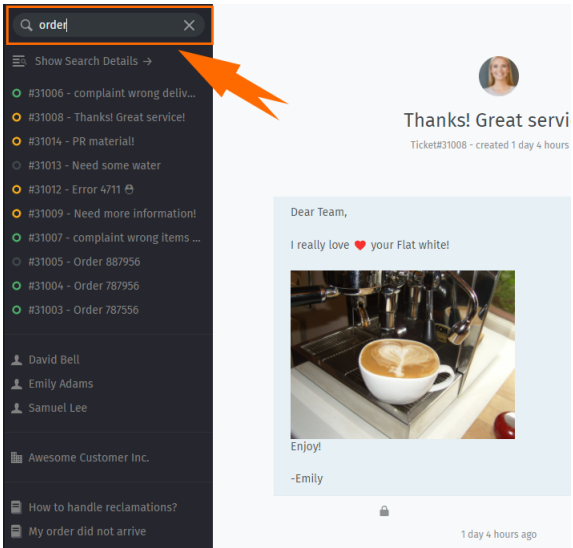 order
Show Search Details →
#31006 - complaint wrong deliv...
#31008 - Thanks! Great service!
#31014 - PR material!
#31013 - Need some water
#31012 - Error 4711 ⛑
#31009 - Need more information!
#31007 - complaint wrong items ...
#31005 - Order 887956
#31004 - Order 787956
#31003 - Order 787556
David Bell
Emily Adams
Samuel Lee
Awesome Customer Inc.
How to handle reclamations?
My order did not arrive
Thanks! Great servi
Ticket#31008 - created 1 day 4 hours
Dear Team,
I really love ❤ your Flat white!
Enjoy!
-Emily
1 day 4 hours ago